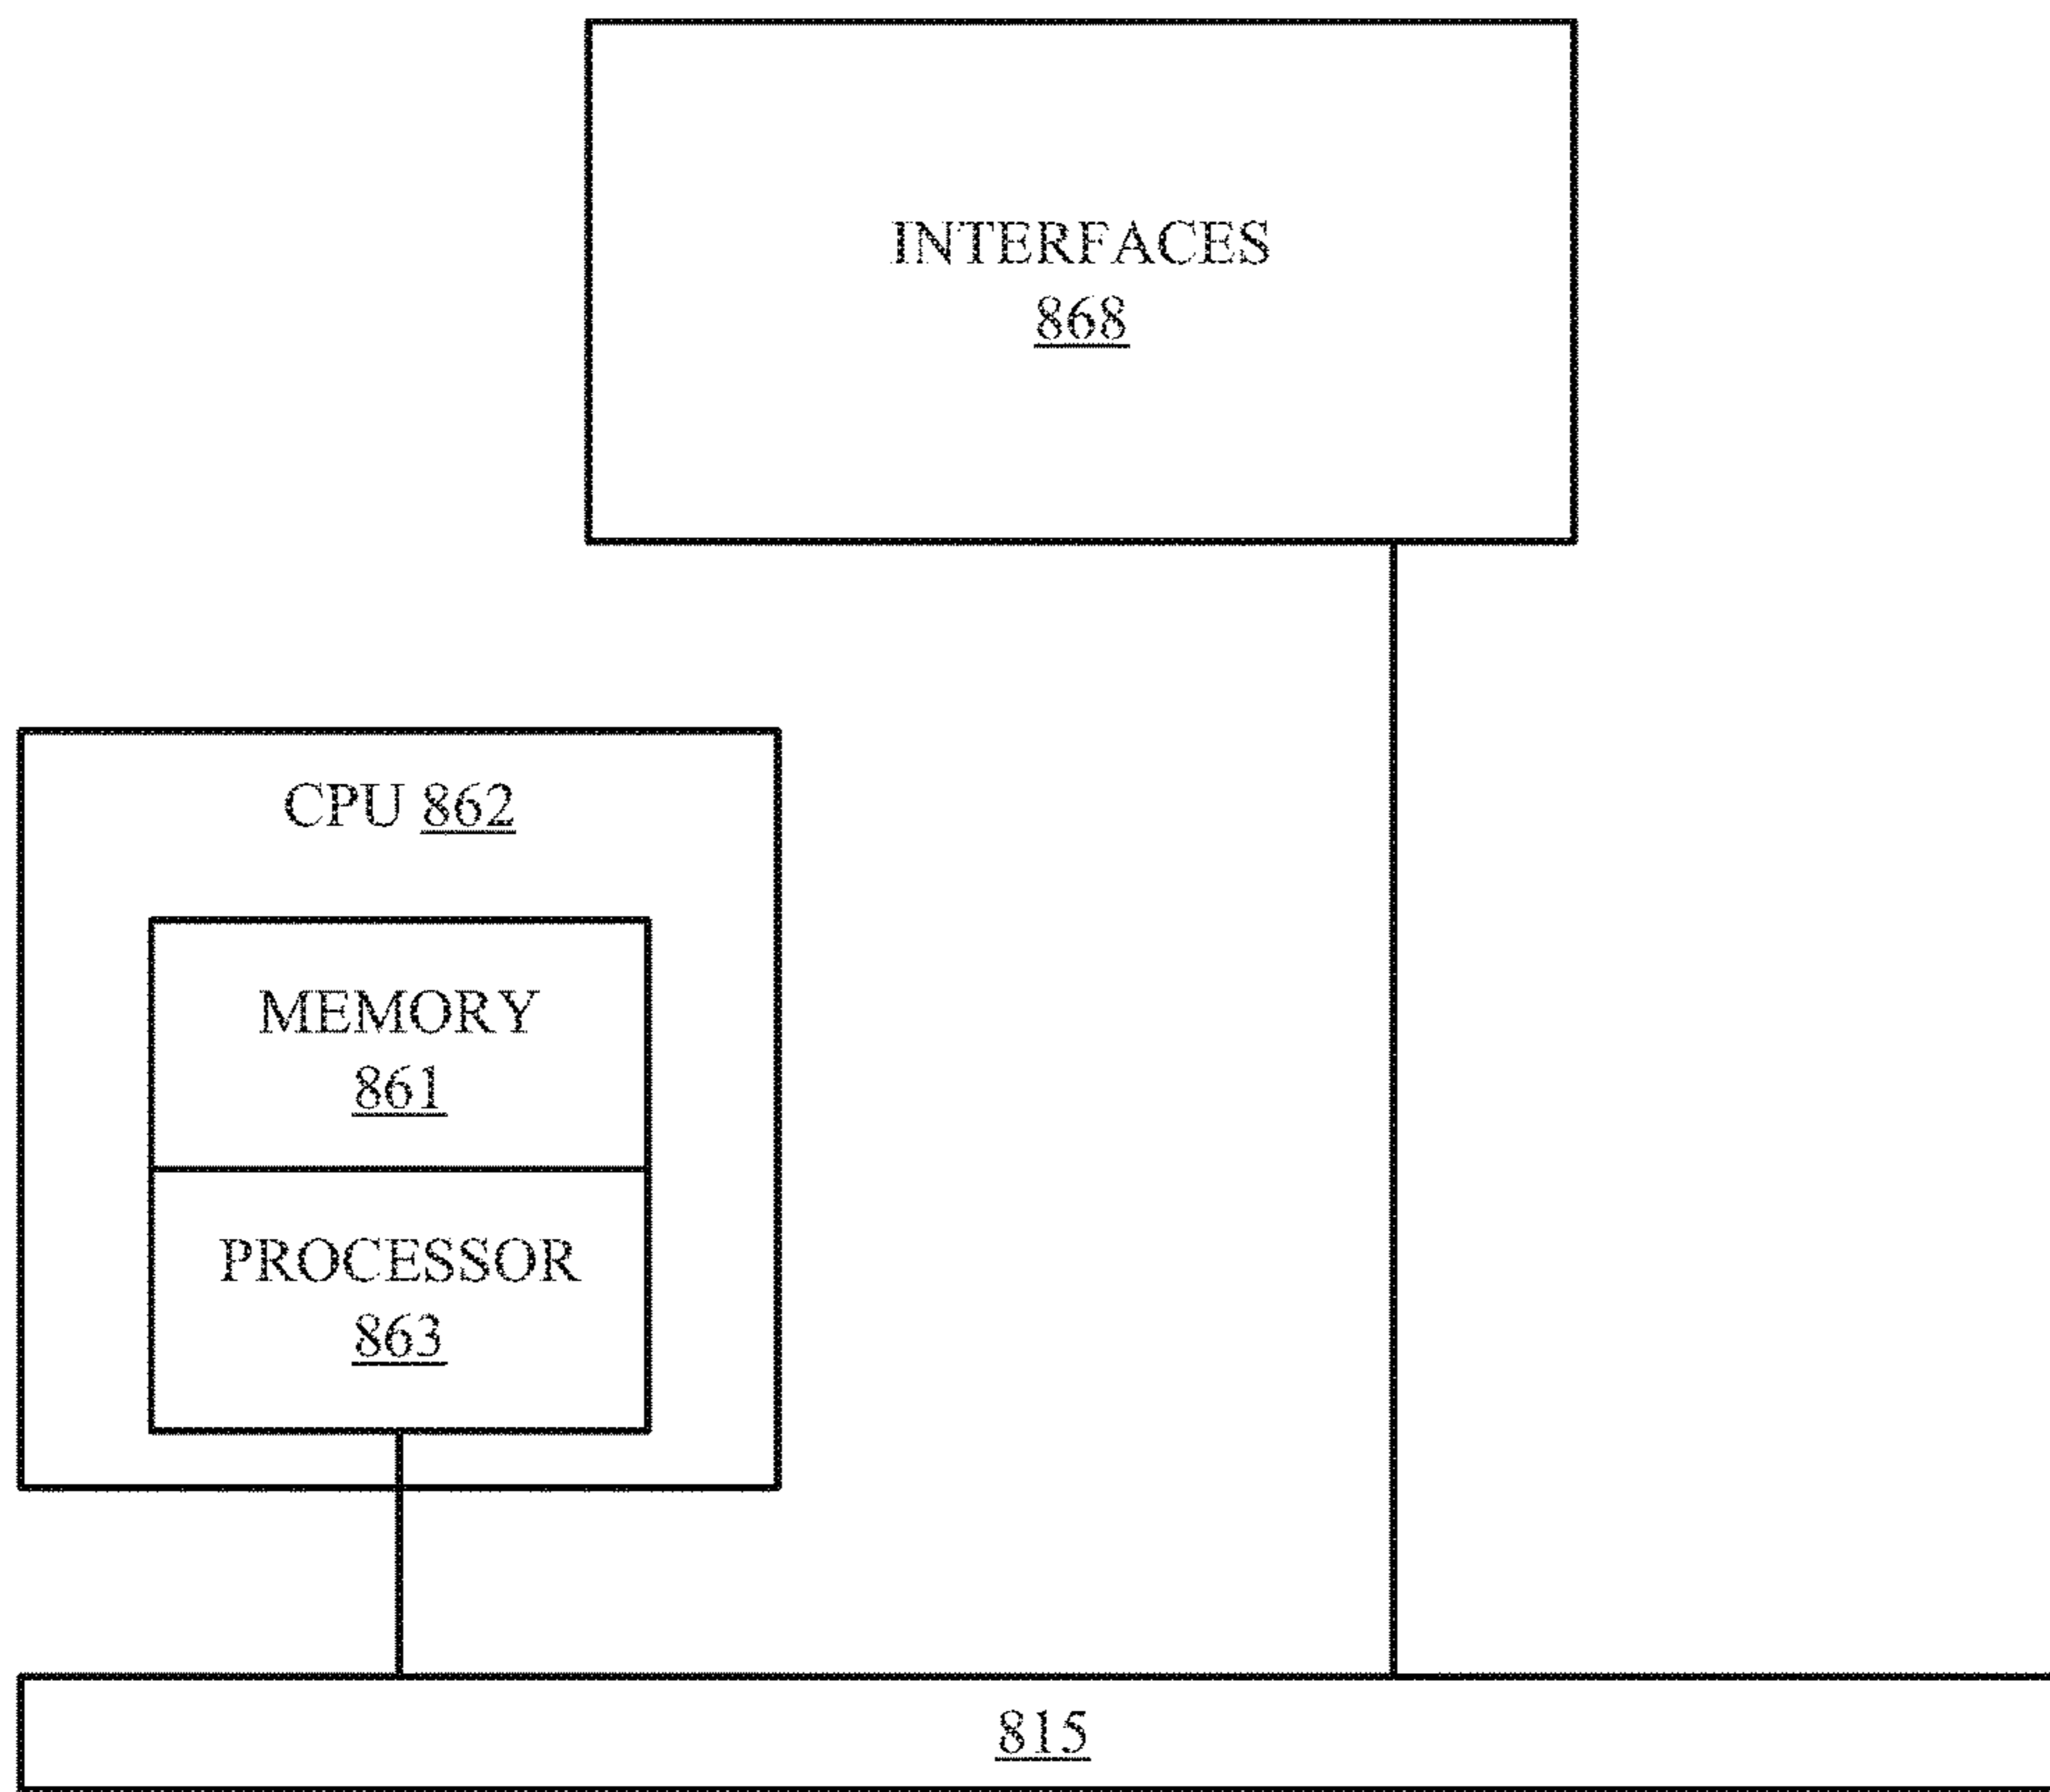 INTERFACES
868
CPU 862
MEMORY
861
PROCESSOR
863
815